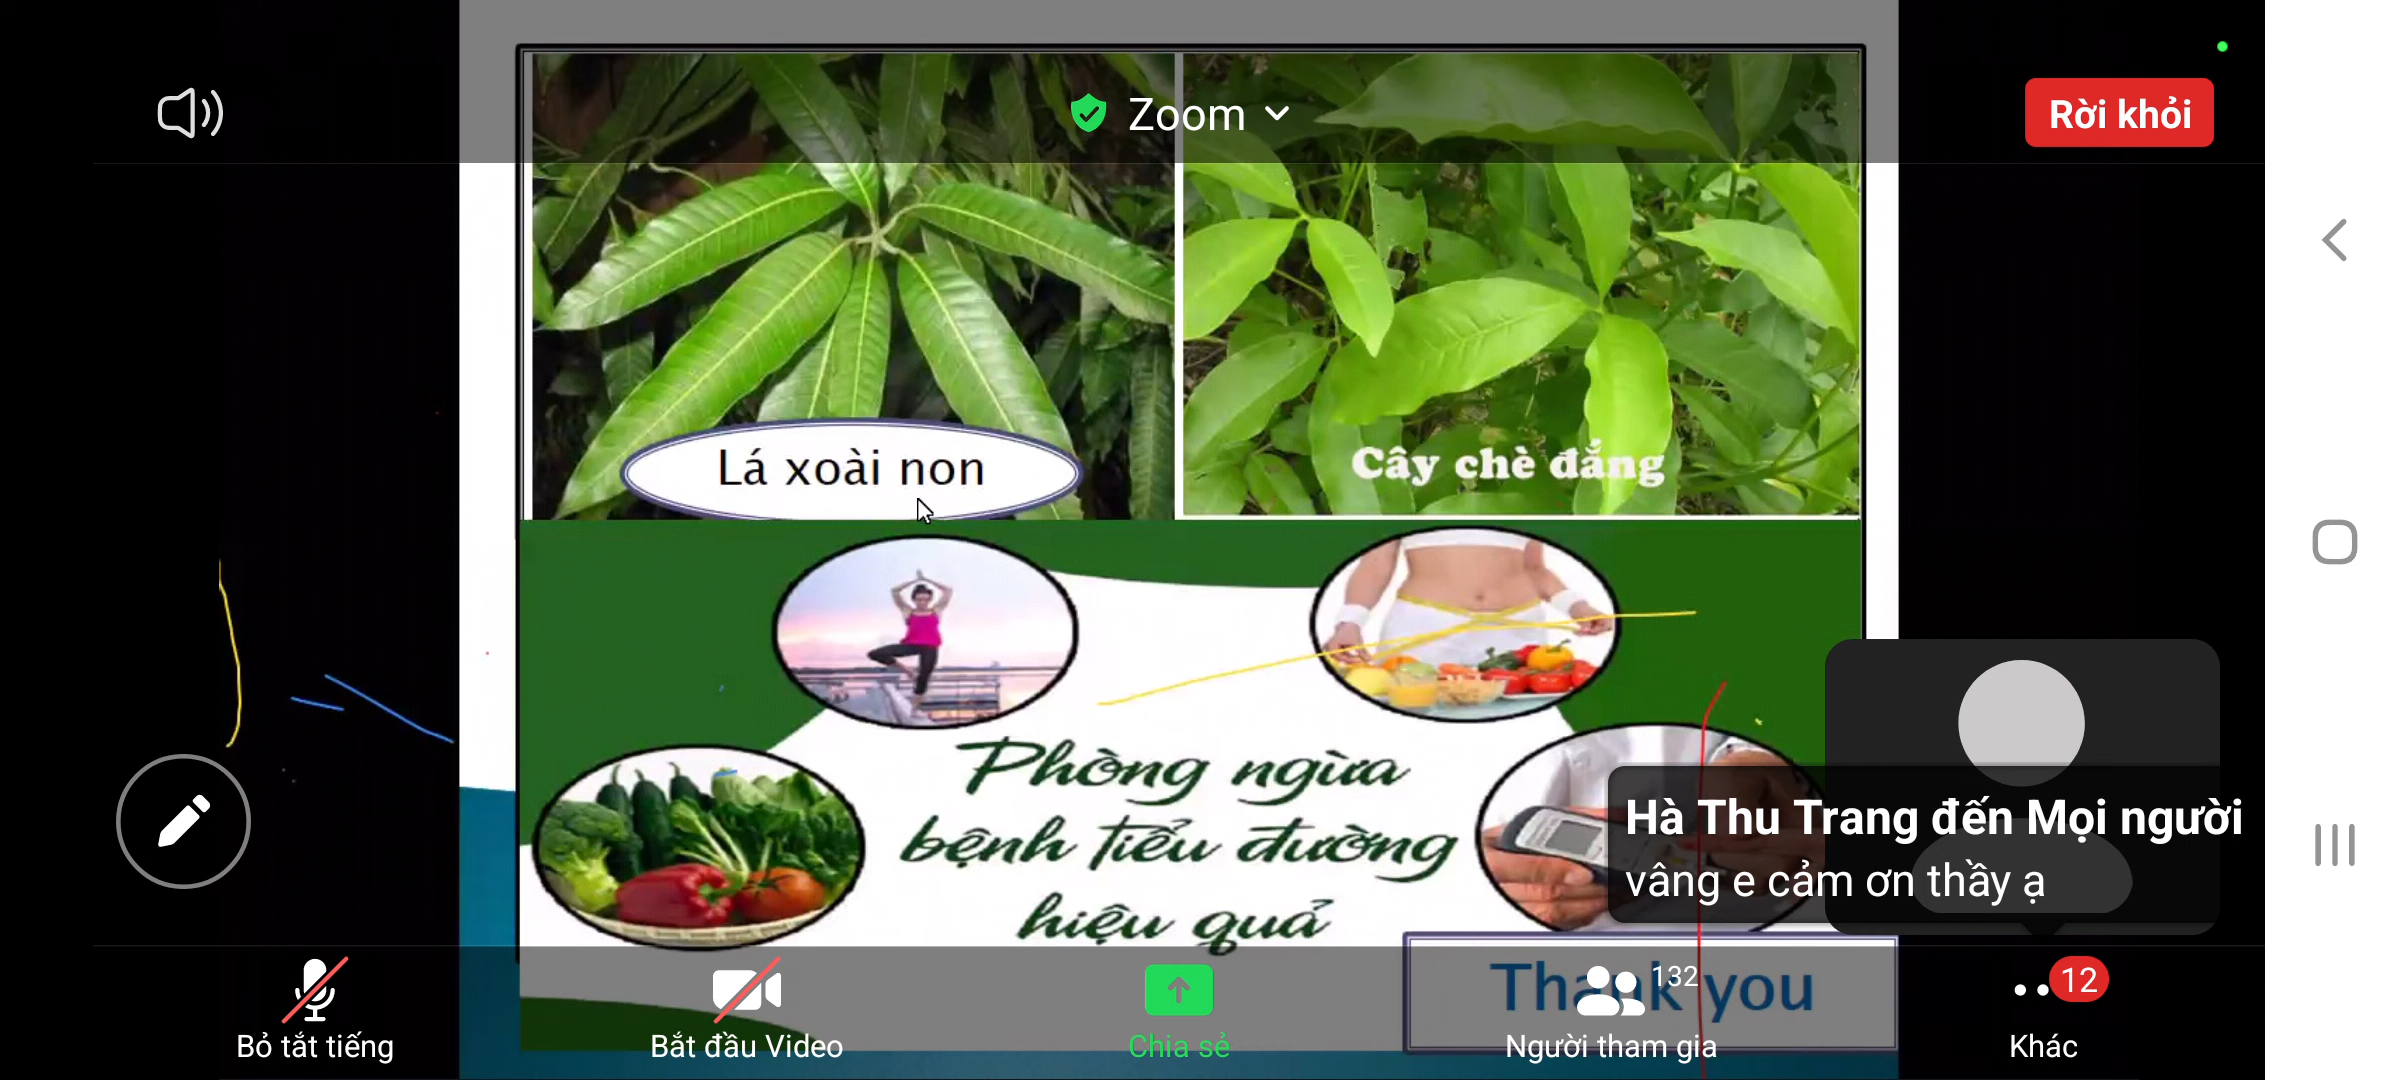 Zoom
Rời khỏi
Lá xoài non
Cây chè đắng
Phòng ngừa
bệnh tiểu đường
hiệu quả
Hà Thu Trang đến Mọi người
vâng e cảm ơn thầy ạ
Thank you
132
12
Bỏ tắt tiếng
Bắt đầu Video
Chia sẻ
Người tham gia
Khác